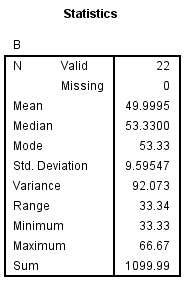 Statistics
B
N Valid 22
Missing 0
Mean 49.9995
Median 53.3300
Mode 53.33
Std. Deviation 9.59547
Variance 92.073
Range 33.34
Minimum 33.33
Maximum 66.67
Sum 1099.99